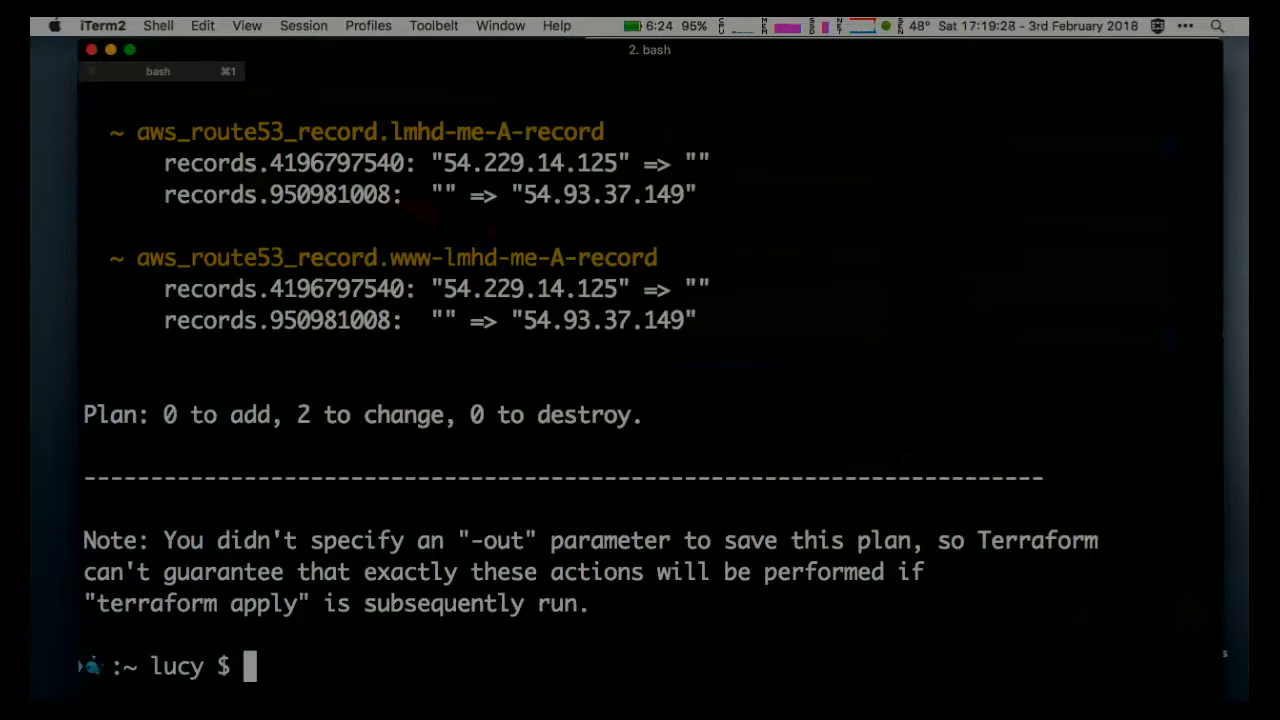 iTerm2 Shell Edit View Session Profiles Toolbelt Window Help 6:24 95% 48° Sat 17:19:28 - 3rd February 2018
2. bash
bash ⌘1
~ aws_route53_record.lmhd-me-A-record
records.4196797540: "54.229.14.125" => ""
records.950981008: "" => "54.93.37.149"
~ aws_route53_record.www-lmhd-me-A-record
records.4196797540: "54.229.14.125" => ""
records.950981008: "" => "54.93.37.149"
Plan: 0 to add, 2 to change, 0 to destroy.
------------------------------------------------------------------------
Note: You didn't specify an "-out" parameter to save this plan, so Terraform
can't guarantee that exactly these actions will be performed if
"terraform apply" is subsequently run.
:~ lucy $